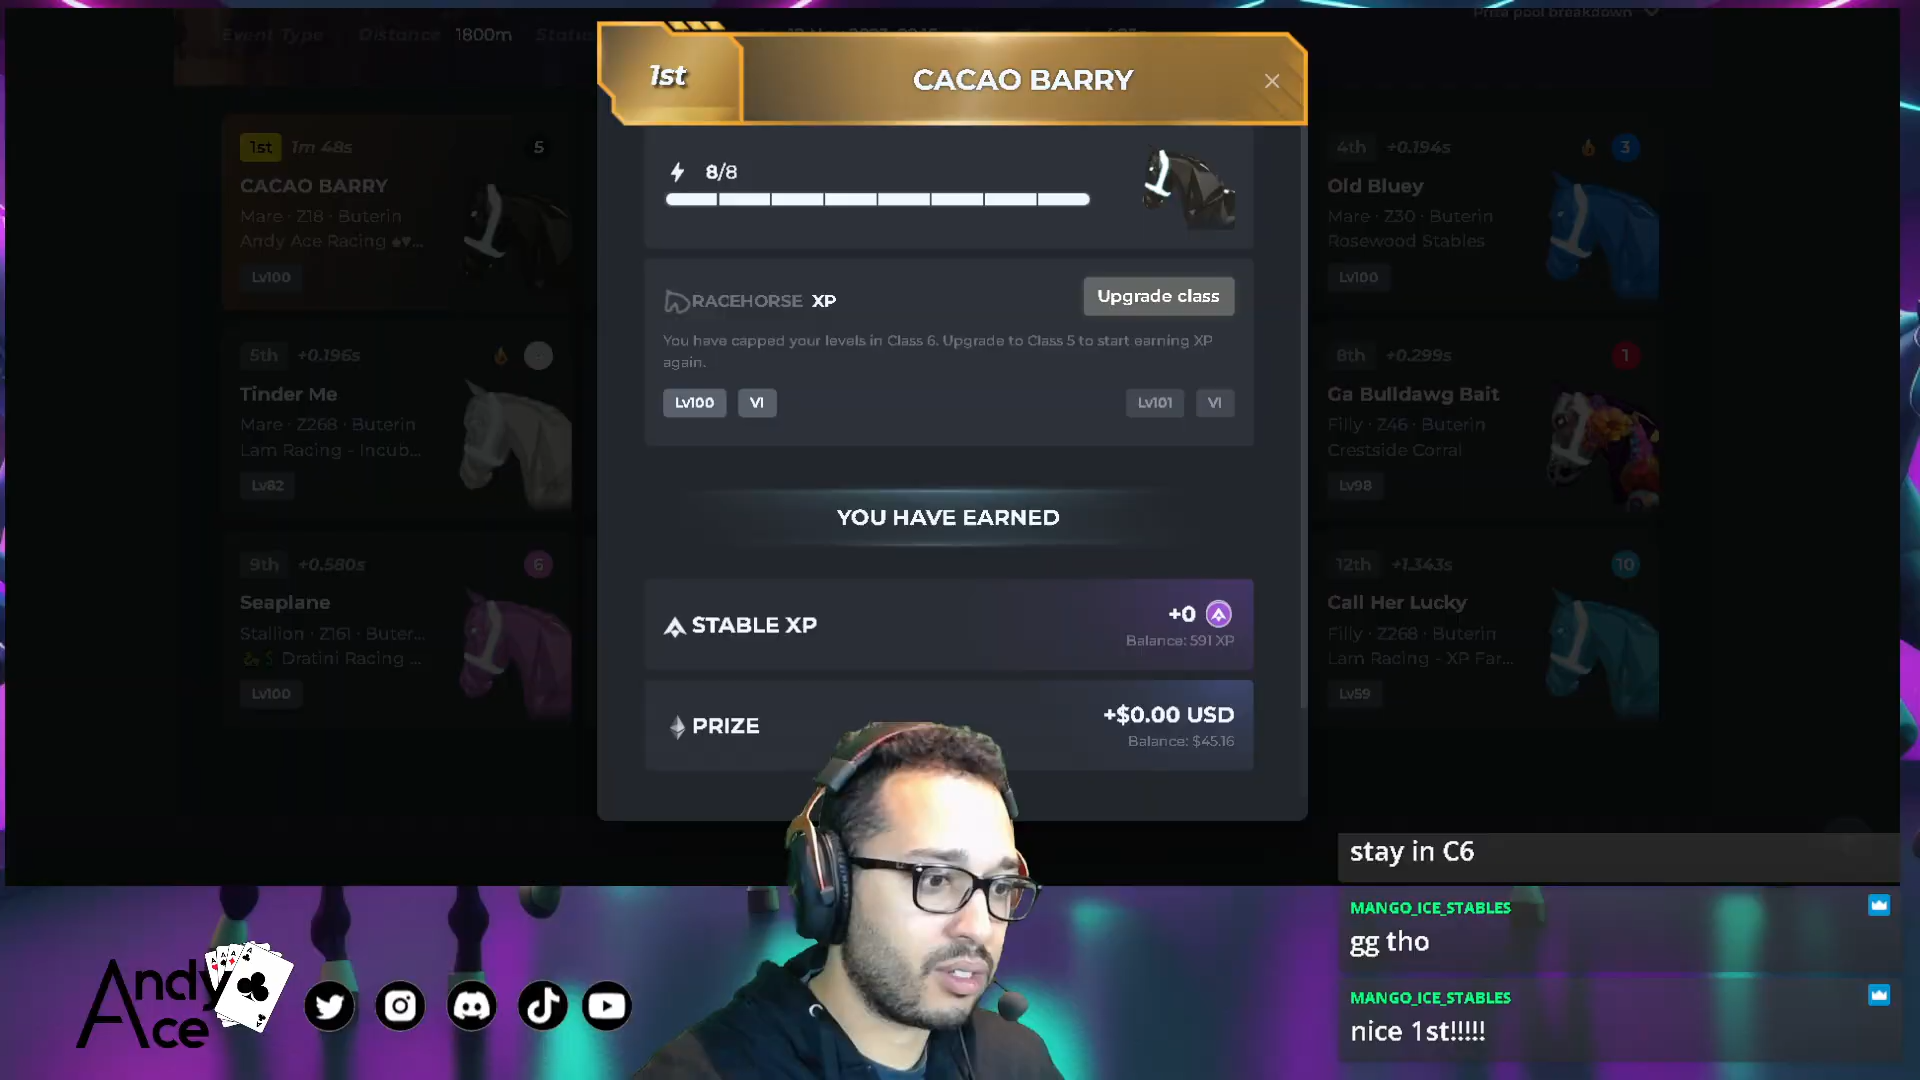 Prize pool breakdown
Event Type
Distance
1800m
1st
CACAO BARRY
8/8
RACEHORSE XP
Upgrade class
You have capped your levels in Class 6. Upgrade to Class 5 to start earning XP
again.
Lv100
VI
Lv101
VI
YOU HAVE EARNED
STABLE XP
+0
Balance: 591 XP
PRIZE
+$0.00 USD
Balance: $45.16
1st
1m 48s
5
CACAO BARRY
Mare · Z18 · Buterin
Andy Ace Racing ♠♥...
Lv100
5th
+0.196s
Tinder Me
Mare · Z268 · Buterin
Lam Racing - Incub...
Lv82
9th
+0.580s
6
Seaplane
Stallion · Z161 · Buter...
$ Dratini Racing ...
Lv100
4th
+0.194s
3
Old Bluey
Mare · Z30 · Buterin
Rosewood Stables
Lv100
8th
+0.299s
1
Ga Bulldawg Bait
Filly · Z46 · Buterin
Crestside Corral
Lv98
12th
+1.343s
10
Call Her Lucky
Filly · Z268 · Buterin
Lam Racing - XP Far...
Lv59
stay in C6
MANGO_ICE_STABLES
gg tho
MANGO_ICE_STABLES
nice 1st!!!!!
Andy
Ace